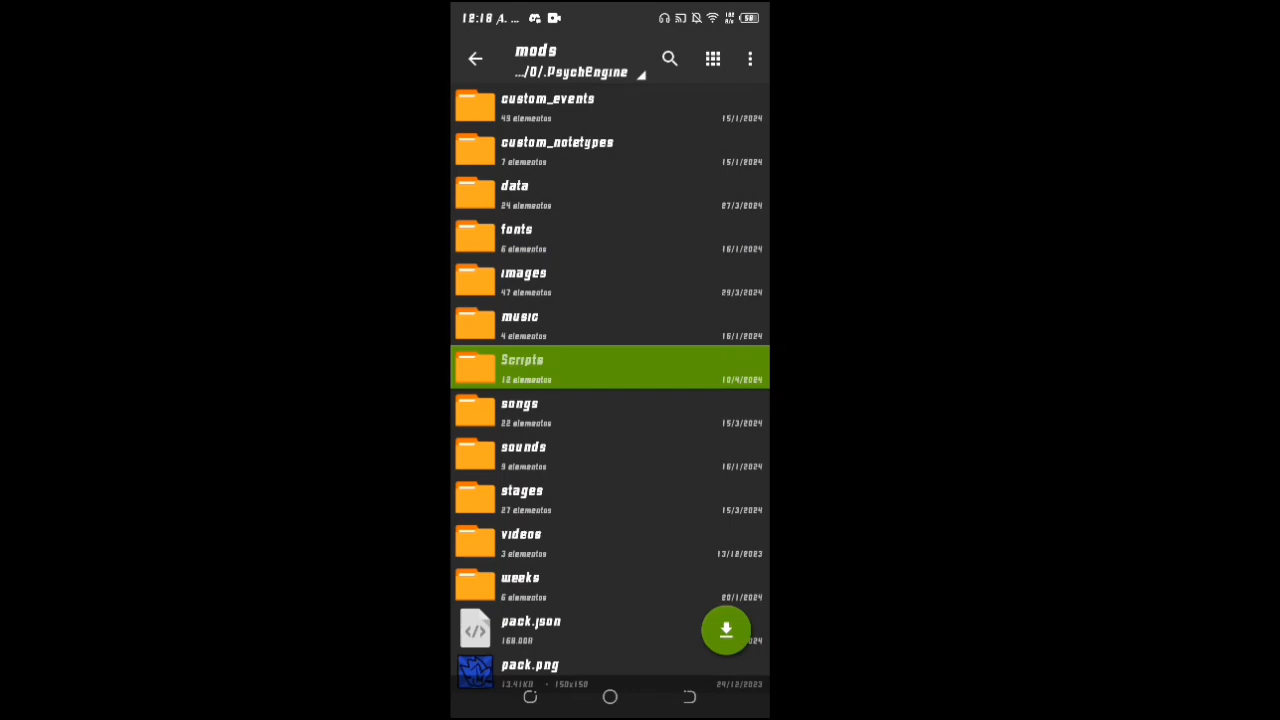 12:18 A. ...
58
mods
.../0/.PsychEngine
custom_events
49 elementos 15/1/2024
custom_notetypes
7 elementos 15/1/2024
data
24 elementos 27/3/2024
fonts
6 elementos 16/1/2024
images
47 elementos 29/3/2024
music
4 elementos 16/1/2024
Scripts
12 elementos 10/4/2024
songs
22 elementos 15/3/2024
sounds
9 elementos 16/1/2024
stages
27 elementos 15/3/2024
videos
3 elementos 13/12/2023
weeks
6 elementos 20/1/2024
pack.json
024
pack.png
13.41KB · 150x150 24/12/2023